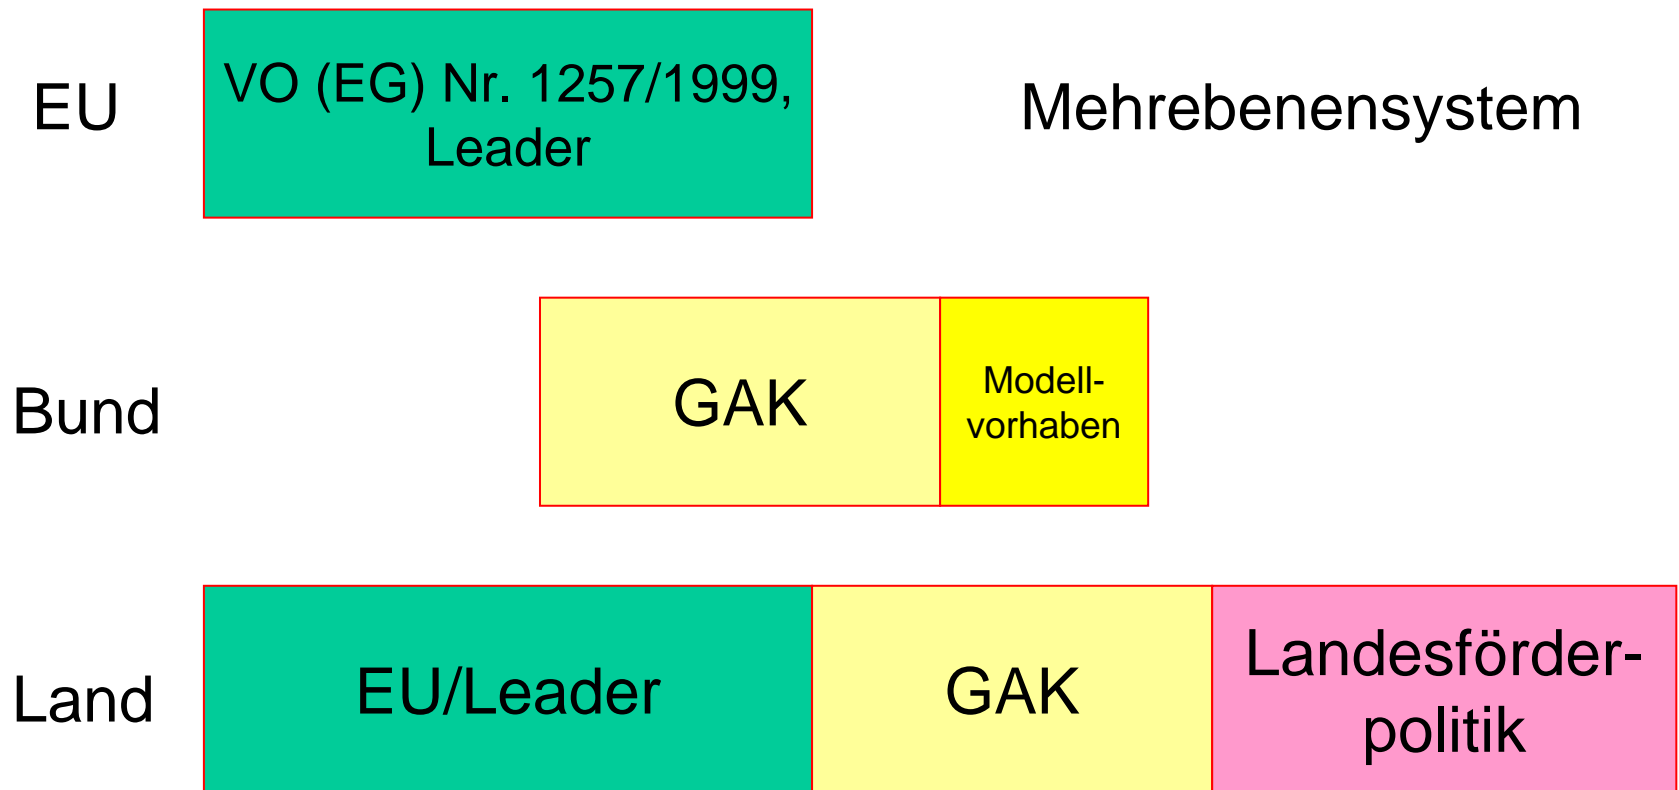 EU
VO (EG) Nr. 1257/1999,
Leader
Mehrebenensystem
Bund
GAK
Modell-
vorhaben
Land
EU/Leader
GAK
Landesförder-
politik